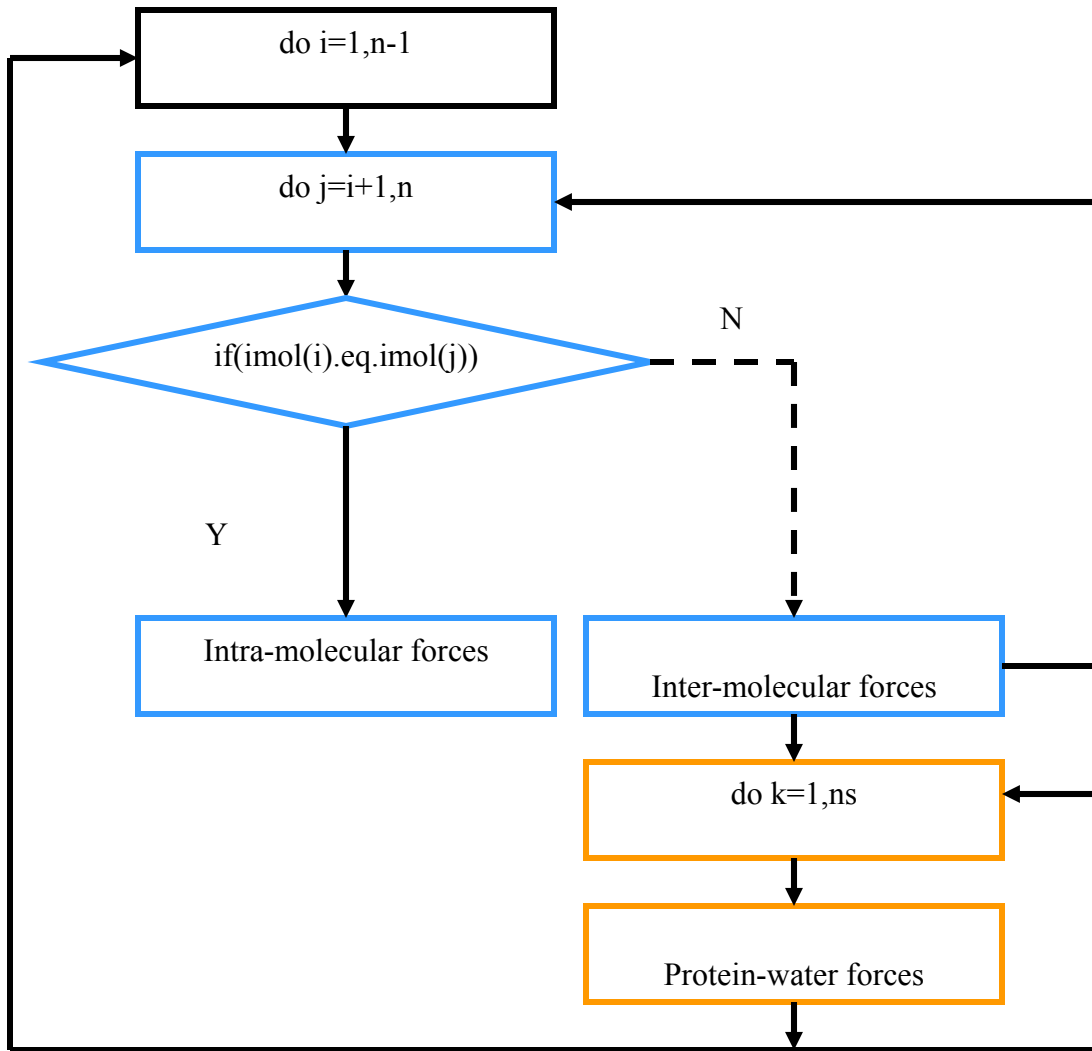 do i=1,n-1
do j=i+1,n
N
if(imol(i).eq.imol(j))
Y
Intra-molecular forces
Inter-molecular forces
do k=1,ns
Protein-water forces